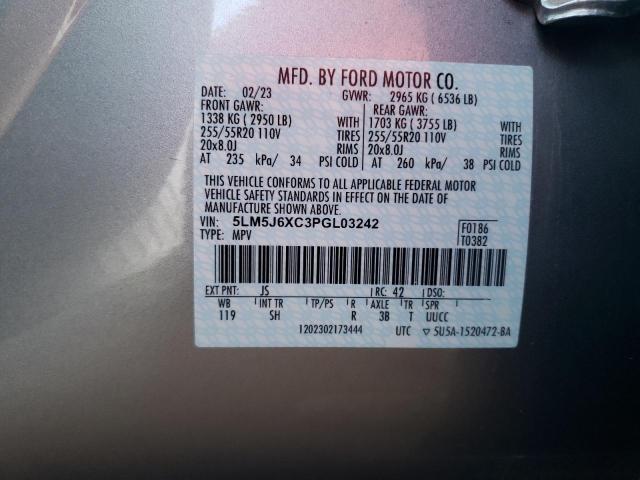 MFD. BY FORD MOTOR CO.
DATE: 02/23 GVWR: 2965 KG ( 6536 LB)
FRONT GAWR: REAR GAWR:
1338 KG ( 2950 LB) WITH 1703 KG ( 3755 LB) WITH
255/55R20 110V TIRES 255/55R20 110V TIRES
20x8.0J RIMS 20x8.0J RIMS
AT 235 kPa/ 34 PSI COLD AT 260 kPa/ 38 PSI COLD
THIS VEHICLE CONFORMS TO ALL APPLICABLE FEDERAL MOTOR
VEHICLE SAFETY STANDARDS IN EFFECT ON THE DATE OF
MANUFACTURE SHOWN ABOVE.
VIN: 5LM5J6XC3PGL03242 F0186
TYPE: MPV T0382
EXT PNT: JS RC: 42 DSO:
WB INT TR TP/PS R AXLE TR SPR
119 SH R 3B T UUCC
1202302173444 UTC ▽ SU5A-1520472-BA